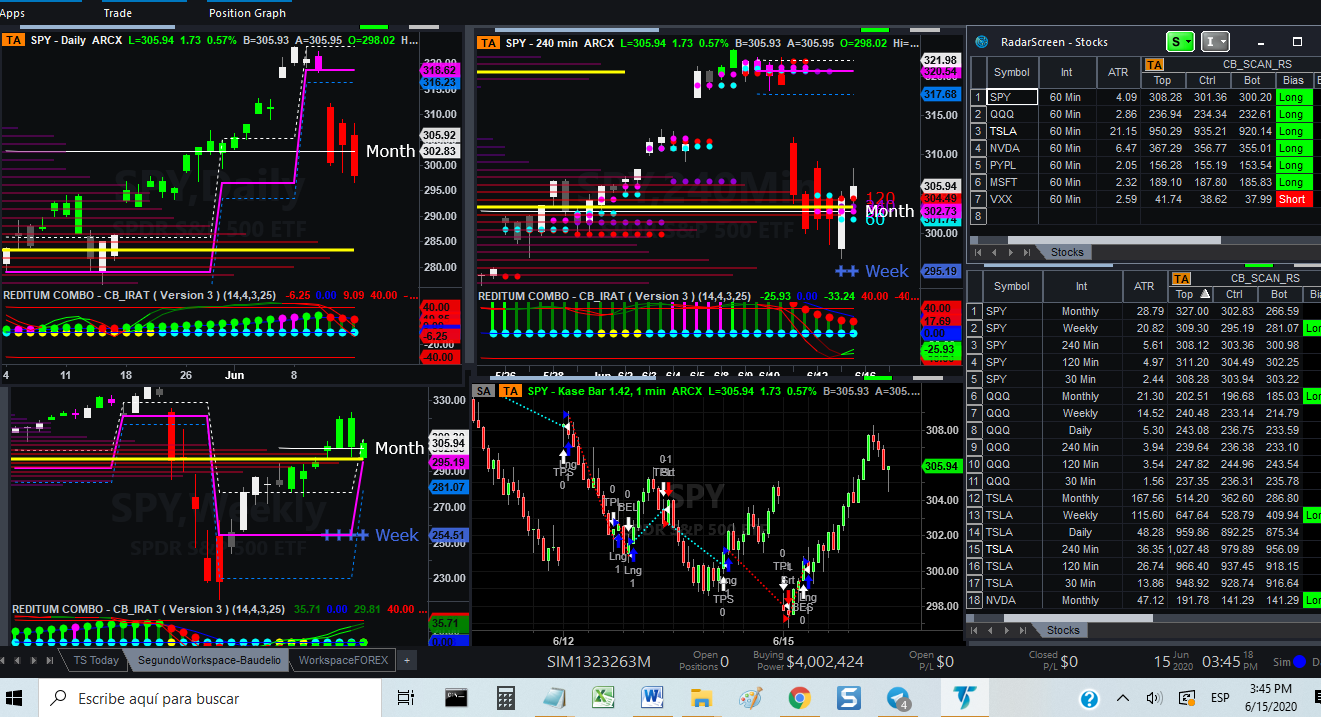 Apps Trade Position Graph
TA SPY - Daily ARCX L=305.94 1.73 0.57% B=305.93 A=305.95 O=298.02 H...
318.62
316.23
315.00
310.00
305.92
302.83
300.00
295.00
290.00
285.00
280.00
Month
SPY, Daily
SPDR S&P 500 ETF
REDITUM COMBO - CB_IRAT ( Version 3 ) (14,4,3,25) -6.25 0.00 9.09 40.00 -...
40.00
-6.25
-20.00
-40.00
4 11 18 26 Jun 8
TA SPY - 240 min ARCX L=305.94 1.73 0.57% B=305.93 A=305.95 O=298.02 Hi=...
321.98
320.54
317.68
315.00
310.00
305.94
304.49
302.73
301.74
300.00
295.19
120
Month
60
Week
REDITUM COMBO - CB_IRAT ( Version 3 ) (14,4,3,25) -25.93 0.00 -33.24 40.00 -40....
40.00
17.69
0.00
-25.93
5/26 5/28 Jun 6/2 6/3 6/4 6/5 6/8 6/9 6/10 6/12 6/16
330.00
305.94
295.19
290.00
281.07
270.00
254.51
250.00
230.00
Month
Week
SPY, Weekly
SPDR S&P 500 ETF
REDITUM COMBO - CB_IRAT ( Version 3 ) (14,4,3,25) 35.71 0.00 29.81 40.00 ...
35.71
0.00
SA TA SPY - Kase Bar 1.42, 1 min ARCX L=305.94 1.73 0.57% B=305.93 A=305....
308.00
305.94
304.00
302.00
300.00
298.00
SPY
SPDR S&P 500 ETF
6/12 6/15
RadarScreen - Stocks
S I
Symbol Int ATR TA CB_SCAN_RS
Top Ctrl Bot Bias
1 SPY 60 Min 4.09 308.28 301.36 300.20 Long
2 QQQ 60 Min 2.86 236.94 234.34 232.61 Long
3 TSLA 60 Min 21.15 950.29 935.21 920.14 Long
4 NVDA 60 Min 6.47 367.29 356.77 355.01 Long
5 PYPL 60 Min 2.05 156.28 155.19 153.54 Long
6 MSFT 60 Min 2.32 189.10 187.80 185.83 Long
7 VXX 60 Min 2.59 41.74 38.62 37.99 Short
8
Stocks
Symbol Int ATR TA CB_SCAN_RS
Top Ctrl Bot Bia
1 SPY Monthly 28.79 327.00 302.83 266.59
2 SPY Weekly 20.82 309.30 295.19 281.07 Lon
3 SPY 240 Min 5.61 308.12 303.36 300.98
4 SPY 120 Min 4.97 311.20 304.49 302.25
5 SPY 30 Min 2.44 308.28 303.94 303.22
6 QQQ Monthly 21.30 202.51 196.68 185.03 Lon
7 QQQ Weekly 14.52 240.48 233.14 214.79
8 QQQ Daily 5.30 243.08 236.75 233.59
9 QQQ 240 Min 3.94 239.64 236.38 233.10
10 QQQ 120 Min 3.54 247.82 244.96 243.54
11 QQQ 30 Min 1.56 237.35 236.31 235.78
12 TSLA Monthly 167.56 514.20 362.60 286.80
13 TSLA Weekly 115.60 647.64 528.79 409.94 Lon
14 TSLA Daily 48.28 959.86 892.25 875.34
15 TSLA 240 Min 36.35 1,027.48 979.89 956.09
16 TSLA 120 Min 26.74 966.40 937.45 918.15
17 TSLA 30 Min 13.86 948.92 928.74 916.64
18 NVDA Monthly 47.12 191.78 141.29 141.29 Lon
Stocks
TS Today SegundoWorkspace-Baudelio WorkspaceFOREX +
SIM1323263M Open Positions 0 Buying Power $4,002,424 Open P/L $0 Closed P/L $0 15 Jun 2020 03:45 18 PM Sim D
Escribe aquí para buscar
4
ESP
3:45 PM
6/15/2020